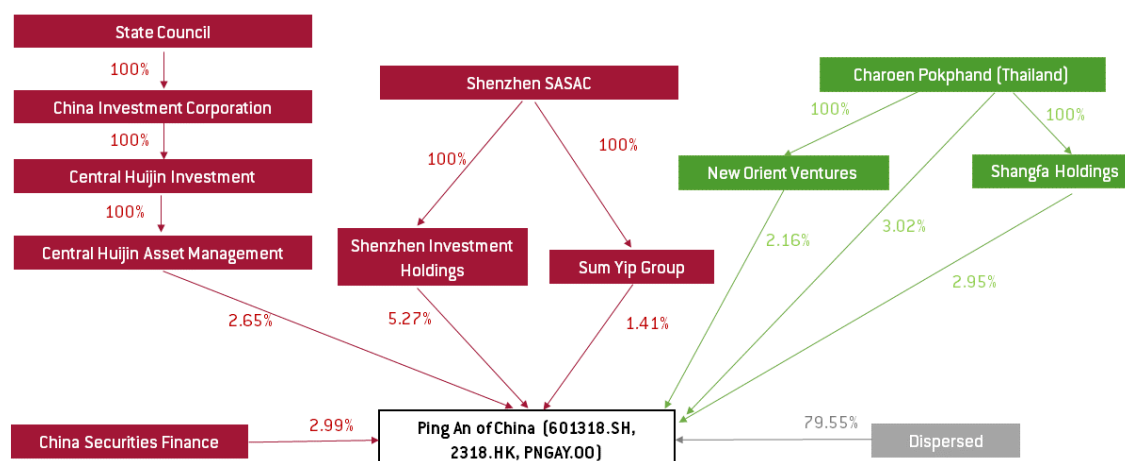 State Council
100%
China Investment Corporation
100%
Central Huijin Investment
100%
Central Huijin Asset Management
2.65%
Shenzhen SASAC
100%
100%
Shenzhen Investment
Holdings
Sum Yip Group
5.27%
1.41%
Charoen Pokphand (Thailand)
100%
100%
New Orient Ventures
Shangfa Holdings
2.16%
3.02%
2.95%
China Securities Finance
2.99%
Ping An of China (601318.SH,
2318.HK, PNGAY.OO)
79.55%
Dispersed